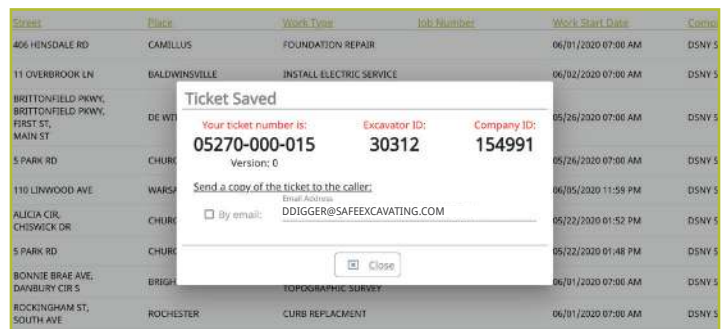 Street Place Work Type Job Number Work Start Date Comp
406 HINSDALE RD CAMILLUS FOUNDATION REPAIR 06/01/2020 07:00 AM DSNY S
11 OVERBROOK LN BALDWINSVILLE INSTALL ELECTRIC SERVICE 06/02/2020 07:00 AM DSNY S
BRITTONFIELD PKWY,
BRITTONFIELD PKWY,
FIRST ST,
MAIN ST
DE WIT 05/26/2020 07:00 AM DSNY S
5 PARK RD CHURC 05/26/2020 07:00 AM DSNY S
110 LINWOOD AVE WARSA 06/05/2020 11:59 PM DSNY S
ALICIA CIR,
CHISWICK DR
CHURC 05/22/2020 01:52 PM DSNY S
5 PARK RD CHURC 05/22/2020 01:48 PM DSNY S
BONNIE BRAE AVE,
DANBURY CIR S
BRIGH TOPOGRAPHIC SURVEY 06/01/2020 07:00 AM DSNY S
ROCKINGHAM ST,
SOUTH AVE
ROCHESTER CURB REPLACMENT 06/01/2020 07:00 AM DSNY S
Ticket Saved
Your ticket number is: Excavator ID: Company ID:
05270-000-015 30312 154991
Version: 0
Send a copy of the ticket to the caller:
Email Address
By email: DDIGGER@SAFEEXCAVATING.COM
Close